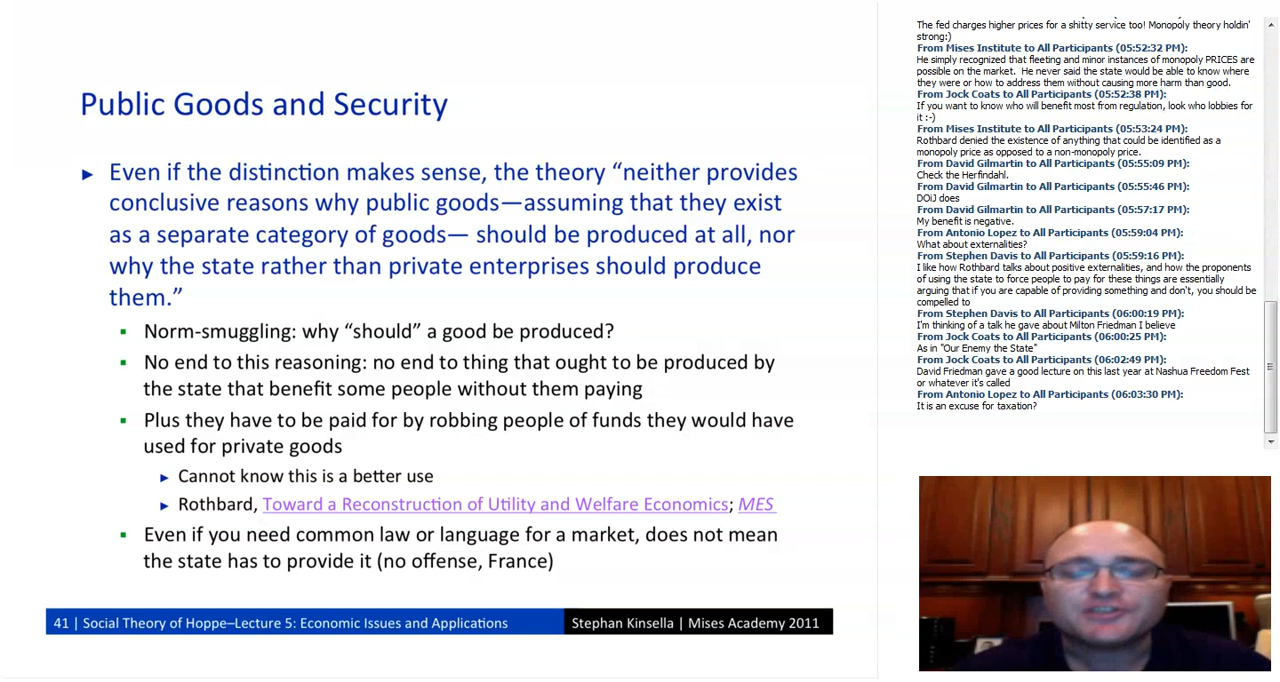 Public Goods and Security
► Even if the distinction makes sense, the theory “neither provides
conclusive reasons why public goods—assuming that they exist
as a separate category of goods— should be produced at all, nor
why the state rather than private enterprises should produce
them.”
▪ Norm-smuggling: why “should” a good be produced?
▪ No end to this reasoning: no end to thing that ought to be produced by
the state that benefit some people without them paying
▪ Plus they have to be paid for by robbing people of funds they would have
used for private goods
► Cannot know this is a better use
► Rothbard, Toward a Reconstruction of Utility and Welfare Economics; MES
▪ Even if you need common law or language for a market, does not mean
the state has to provide it (no offense, France)
41 | Social Theory of Hoppe–Lecture 5: Economic Issues and Applications
Stephan Kinsella | Mises Academy 2011
The fed charges higher prices for a shitty service too! Monopoly theory holdin'
strong:)
From Mises Institute to All Participants (05:52:32 PM):
He simply recognized that fleeting and minor instances of monopoly PRICES are
possible on the market. He never said the state would be able to know where
they were or how to address them without causing more harm than good.
From Jock Coats to All Participants (05:52:38 PM):
If you want to know who will benefit most from regulation, look who lobbies for
it :-)
From Mises Institute to All Participants (05:53:24 PM):
Rothbard denied the existence of anything that could be identified as a
monopoly price as opposed to a non-monopoly price.
From David Gilmartin to All Participants (05:55:09 PM):
Check the Herfindahl.
From David Gilmartin to All Participants (05:55:46 PM):
DOiJ does
From David Gilmartin to All Participants (05:57:17 PM):
My benefit is negative.
From Antonio Lopez to All Participants (05:59:04 PM):
What about externalities?
From Stephen Davis to All Participants (05:59:16 PM):
I like how Rothbard talks about positive externalities, and how the proponents
of using the state to force people to pay for these things are essentially
arguing that if you are capable of providing something and don't, you should be
compelled to
From Stephen Davis to All Participants (06:00:19 PM):
I'm thinking of a talk he gave about Milton Friedman I believe
From Jock Coats to All Participants (06:00:25 PM):
As in "Our Enemy the State"
From Jock Coats to All Participants (06:02:49 PM):
David Friedman gave a good lecture on this last year at Nashua Freedom Fest
or whatever it's called
From Antonio Lopez to All Participants (06:03:30 PM):
It is an excuse for taxation?